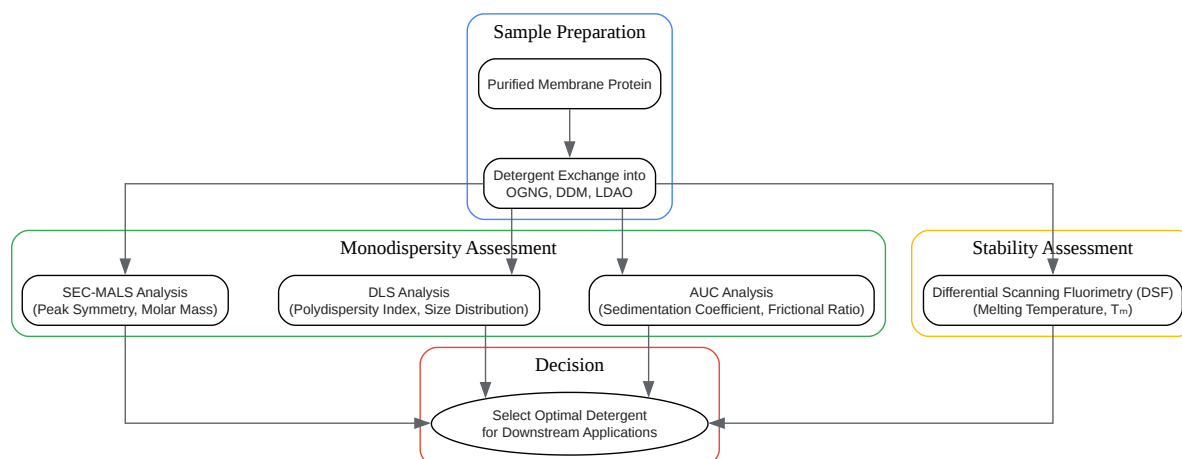 Sample Preparation
Purified Membrane Protein
Detergent Exchange into
OGNG, DDM, LDAO
Monodispersity Assessment
Stability Assessment
SEC-MALS Analysis
(Peak Symmetry, Molar Mass)
DLS Analysis
(Polydispersity Index, Size Distribution)
AUC Analysis
(Sedimentation Coefficient, Frictional Ratio)
Differential Scanning Fluorimetry (DSF)
(Melting Temperature, Tₘ)
Decision
Select Optimal Detergent
for Downstream Applications